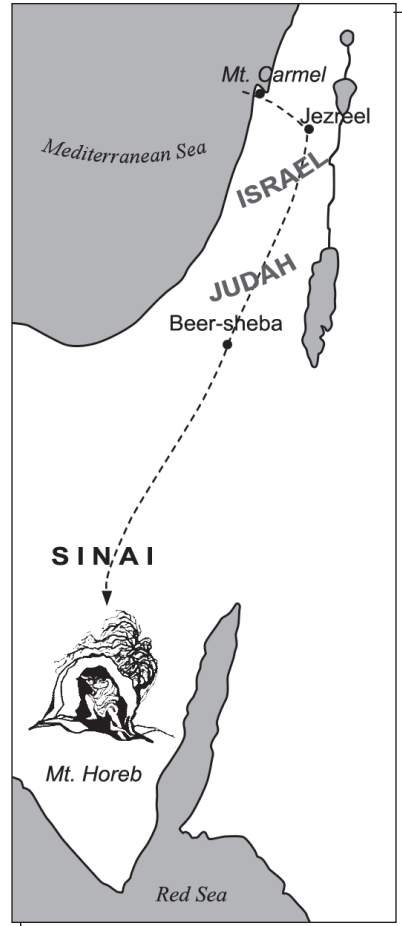 Mt. Carmel
Jezreel
Mediterranean Sea
ISRAEL
JUDAH
Beer-sheba
SINAI
Mt. Horeb
Red Sea